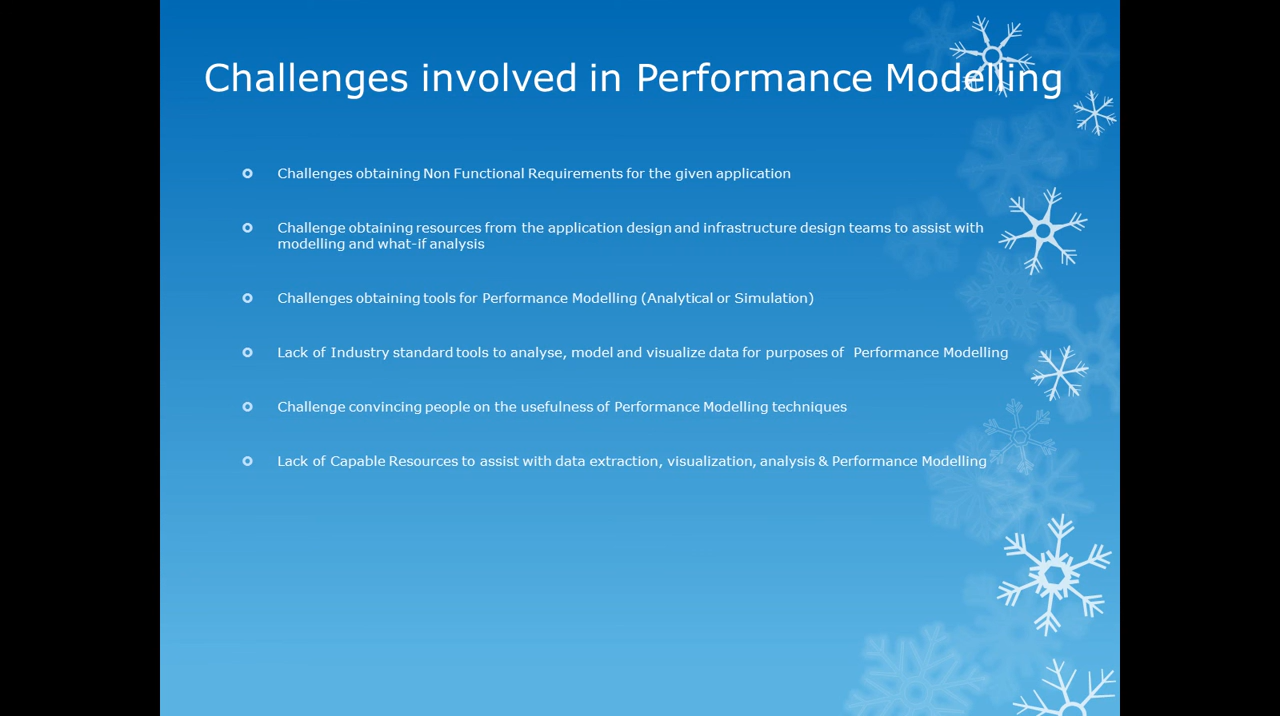 Challenges involved in Performance Modelling
Challenges obtaining Non Functional Requirements for the given application
Challenge obtaining resources from the application design and infrastructure design teams to assist with
modelling and what-if analysis
Challenges obtaining tools for Performance Modelling (Analytical or Simulation)
Lack of Industry standard tools to analyse, model and visualize data for purposes of  Performance Modelling
Challenge convincing people on the usefulness of Performance Modelling techniques
Lack of Capable Resources to assist with data extraction, visualization, analysis & Performance Modelling